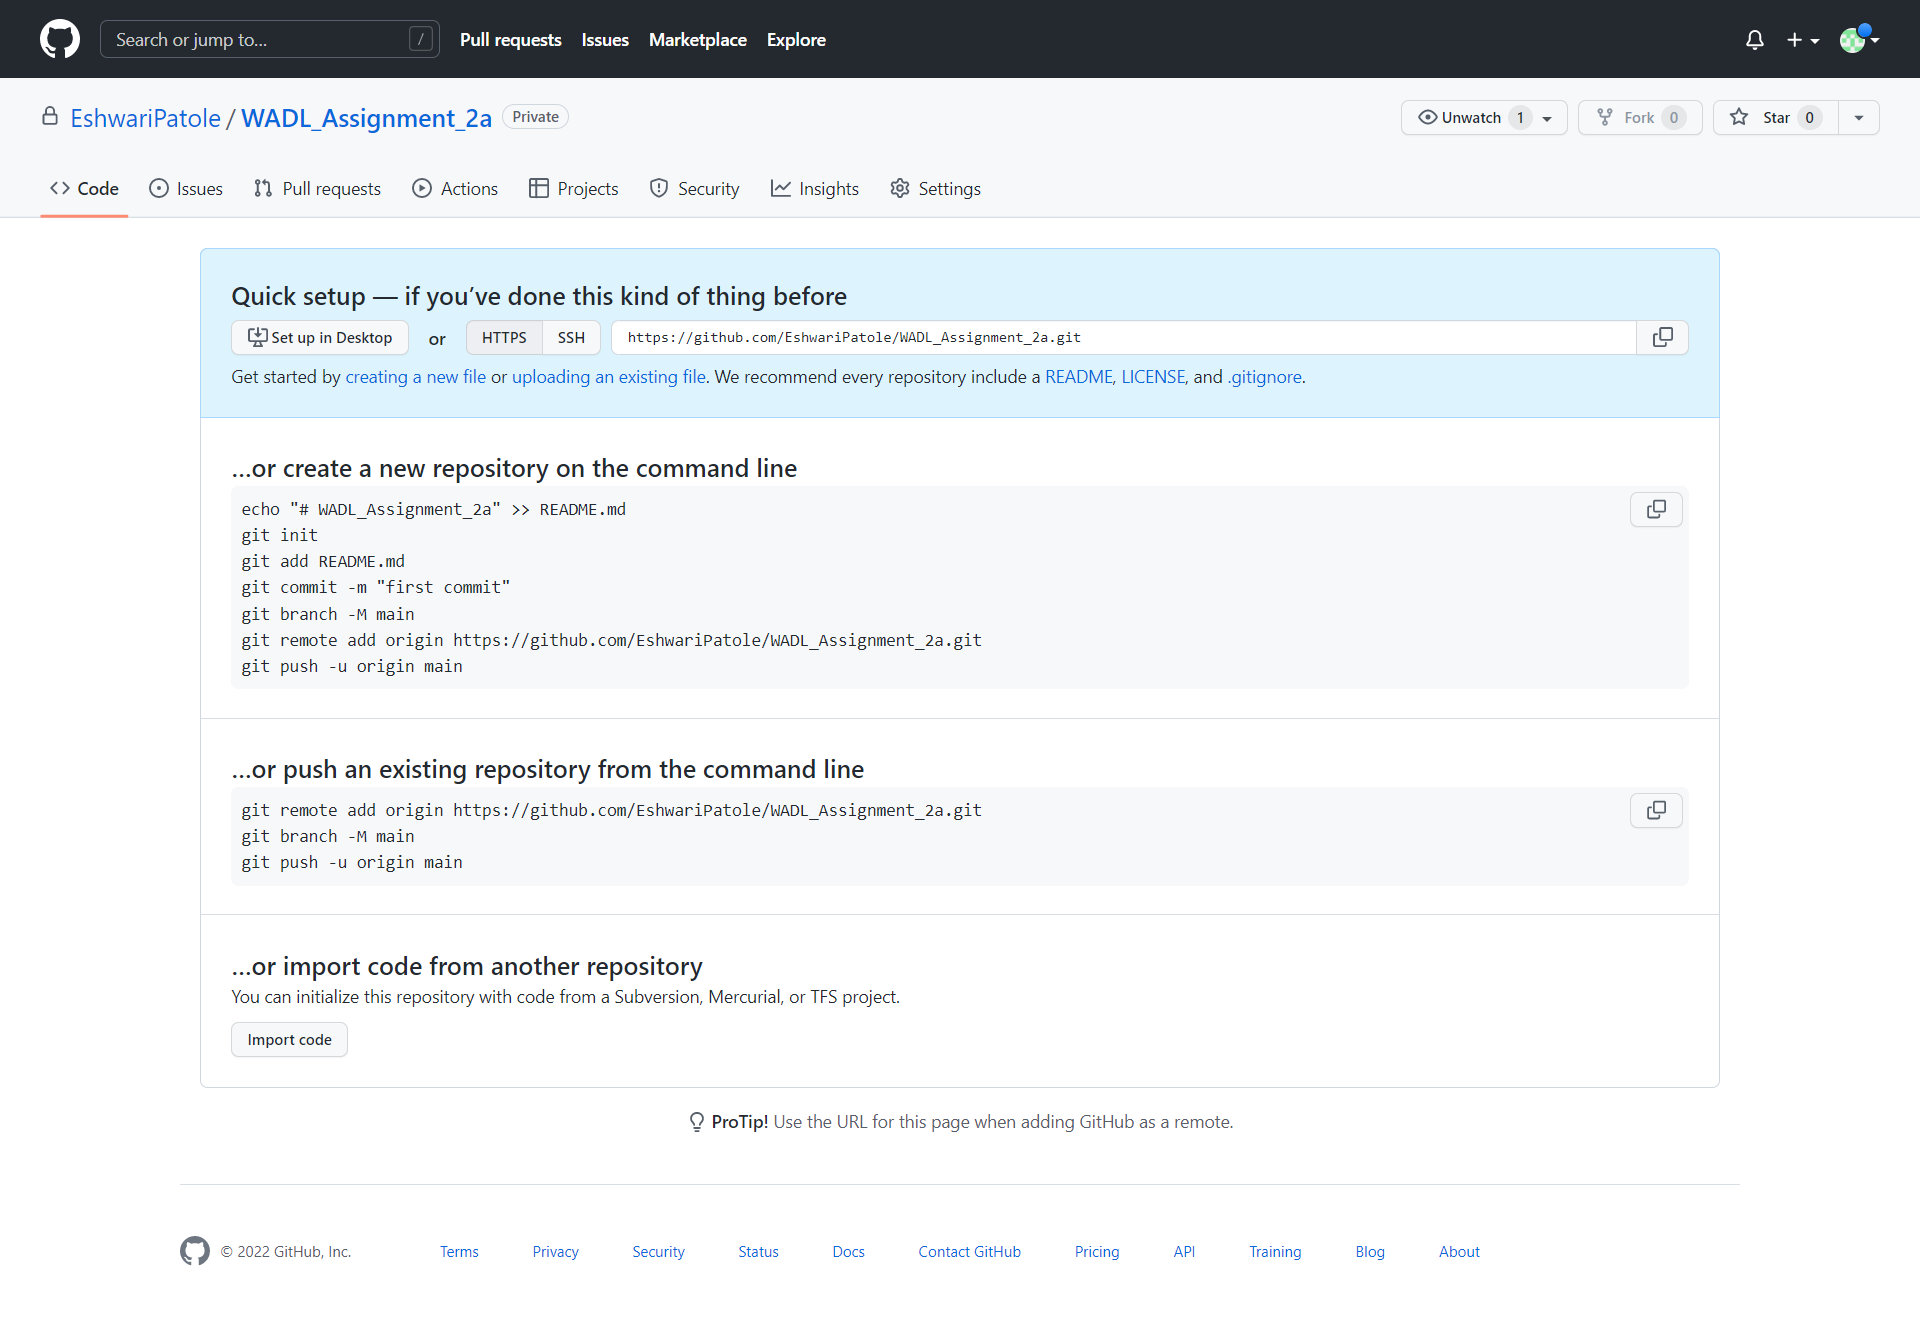 Search or jump to... /
Pull requests Issues Marketplace Explore
EshwariPatole / WADL_Assignment_2a Private
Unwatch 1 Fork 0 Star 0
Code Issues Pull requests Actions Projects Security Insights Settings
Quick setup — if you’ve done this kind of thing before
Set up in Desktop or HTTPS SSH https://github.com/EshwariPatole/WADL_Assignment_2a.git
Get started by creating a new file or uploading an existing file. We recommend every repository include a README, LICENSE, and .gitignore.
…or create a new repository on the command line
echo "# WADL_Assignment_2a" >> README.md
git init
git add README.md
git commit -m "first commit"
git branch -M main
git remote add origin https://github.com/EshwariPatole/WADL_Assignment_2a.git
git push -u origin main
…or push an existing repository from the command line
git remote add origin https://github.com/EshwariPatole/WADL_Assignment_2a.git
git branch -M main
git push -u origin main
…or import code from another repository
You can initialize this repository with code from a Subversion, Mercurial, or TFS project.
Import code
ProTip! Use the URL for this page when adding GitHub as a remote.
© 2022 GitHub, Inc. Terms Privacy Security Status Docs Contact GitHub Pricing API Training Blog About